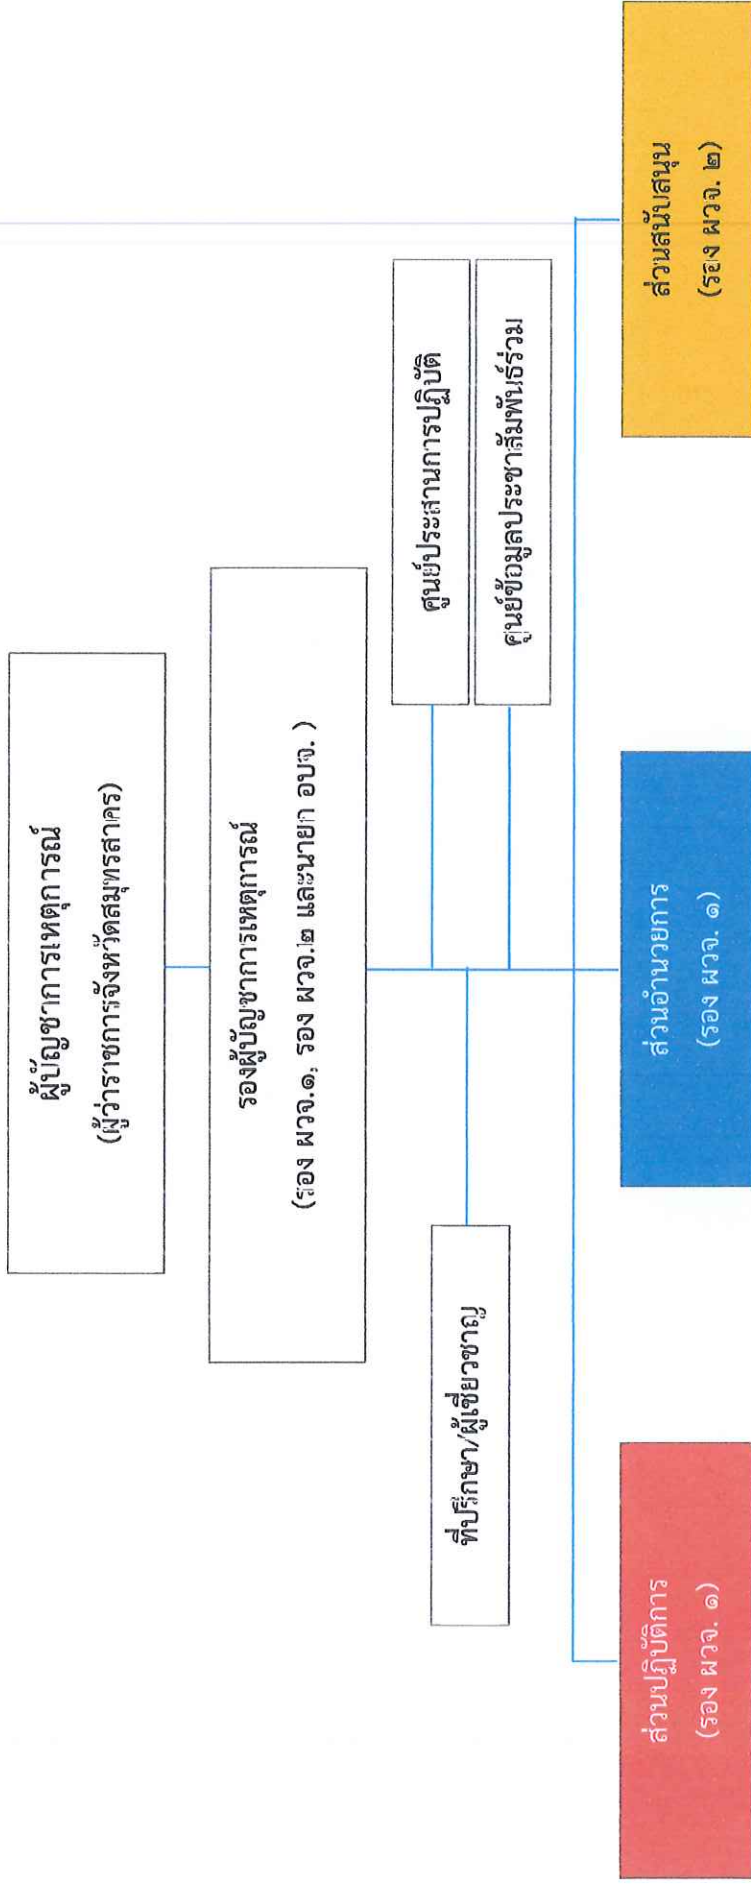 ผู้บัญชาการเหตุการณ์
(ผู้ว่าราชการจังหวัดสมุทรสาคร)
รองผู้บัญชาการเหตุการณ์
(รอง ผวจ.๑, รอง ผวจ.๒ และนายก อบจ. )
ที่ปรึกษา/ผู้เชี่ยวชาญ
ศูนย์ประสานการปฏิบัติ
ศูนย์ข้อมูลประชาสัมพันธ์ร่วม
ส่วนปฏิบัติการ
(รอง ผวจ. ๑)
ส่วนอำนวยการ
(รอง ผวจ. ๑)
ส่วนสนับสนุน
(รอง ผวจ. ๒)